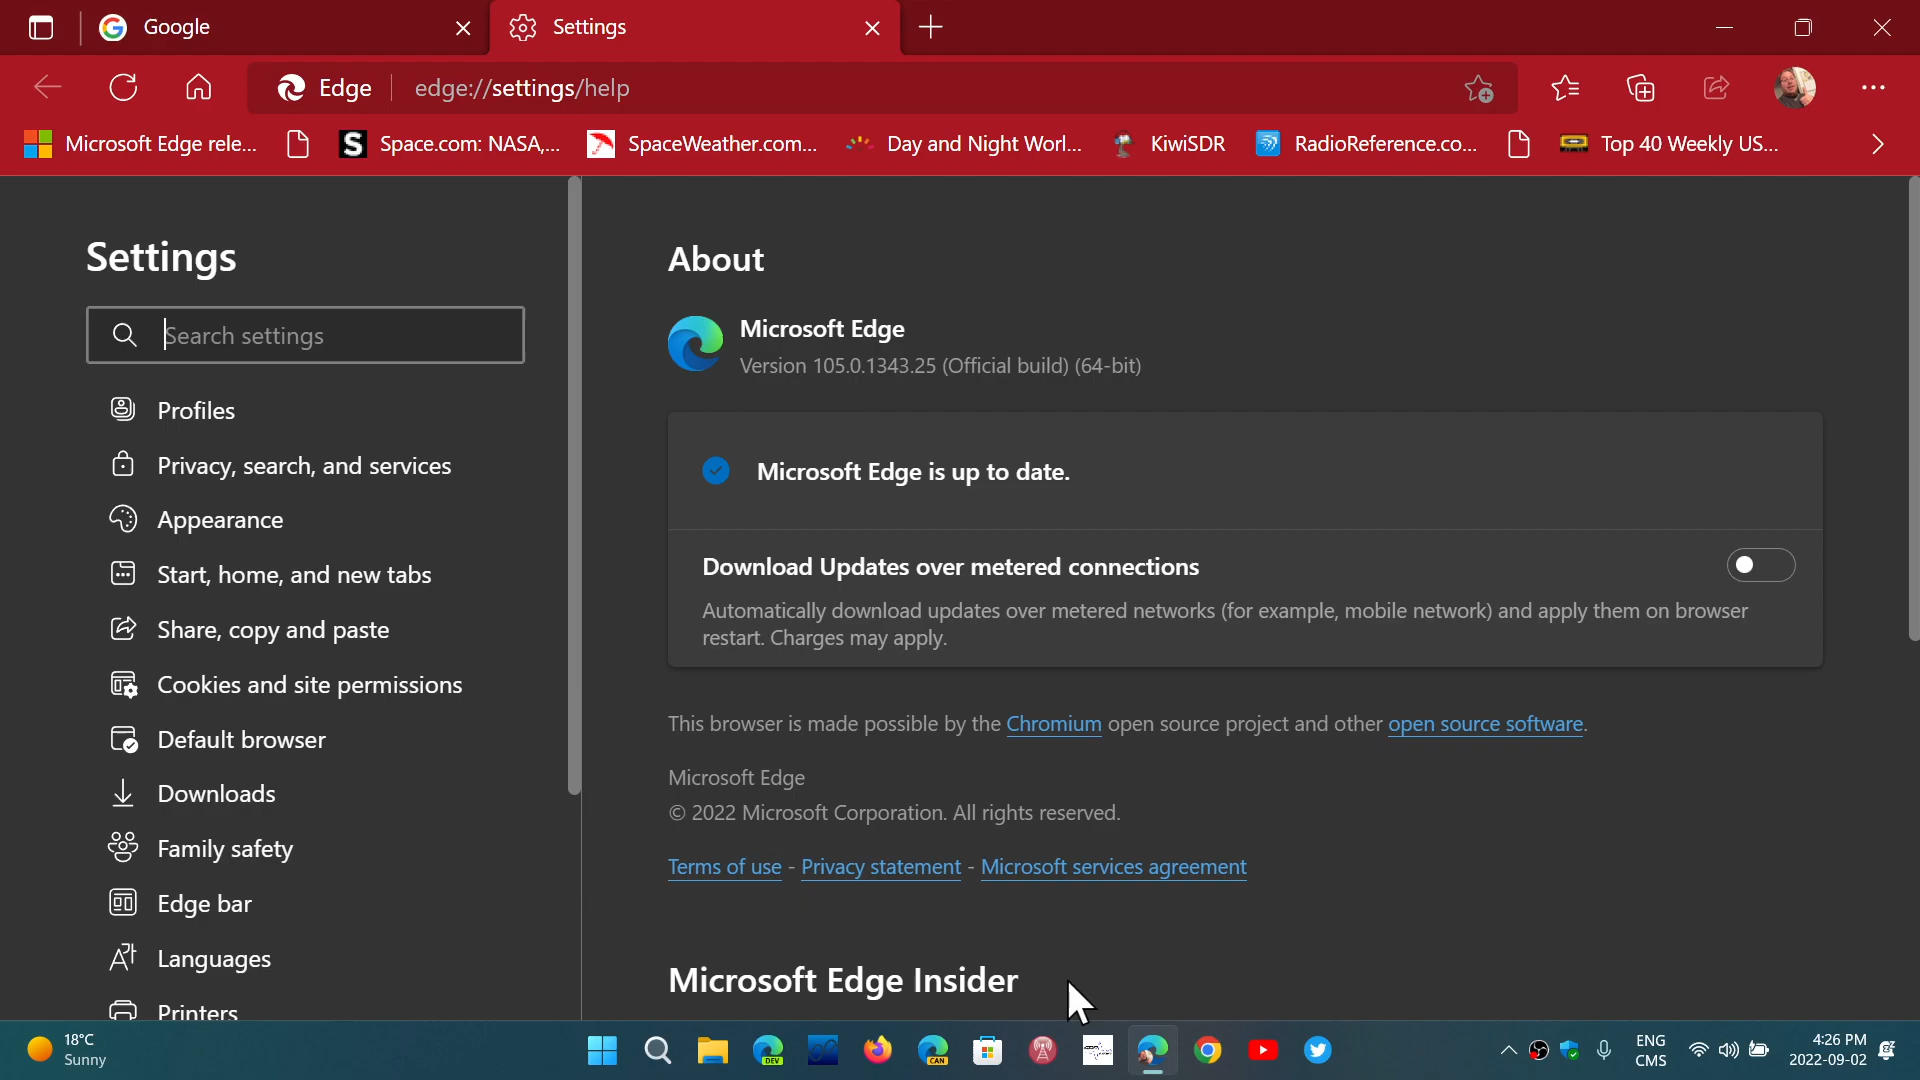 Google
Settings
Edge
edge://settings/help
Microsoft Edge rele...
S
Space.com: NASA,...
SpaceWeather.com...
Day and Night Worl...
KiwiSDR
RadioReference.co...
Top 40 Weekly US...
Settings
Search settings
Profiles
Privacy, search, and services
Appearance
Start, home, and new tabs
Share, copy and paste
Cookies and site permissions
Default browser
Downloads
Family safety
Edge bar
Languages
Printers
About
Microsoft Edge
Version 105.0.1343.25 (Official build) (64-bit)
Microsoft Edge is up to date.
Download Updates over metered connections
Automatically download updates over metered networks (for example, mobile network) and apply them on browser
restart. Charges may apply.
This browser is made possible by the Chromium open source project and other open source software.
Microsoft Edge
© 2022 Microsoft Corporation. All rights reserved.
Terms of use - Privacy statement - Microsoft services agreement
Microsoft Edge Insider
18°C
Sunny
DEV
CAN
ENG
CMS
4:26 PM
2022-09-02